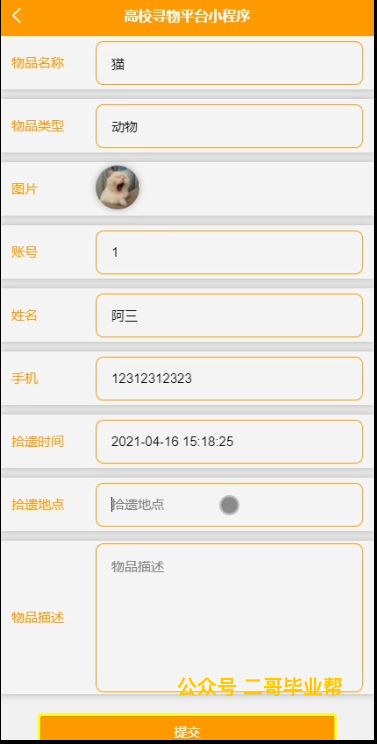 高校寻物平台小程序
物品名称 猫
物品类型 动物
图片
账号 1
姓名 阿三
手机 12312312323
拾遗时间 2021-04-16 15:18:25
拾遗地点 拾遗地点
物品描述
物品描述
公众号 二哥毕业帮
提交